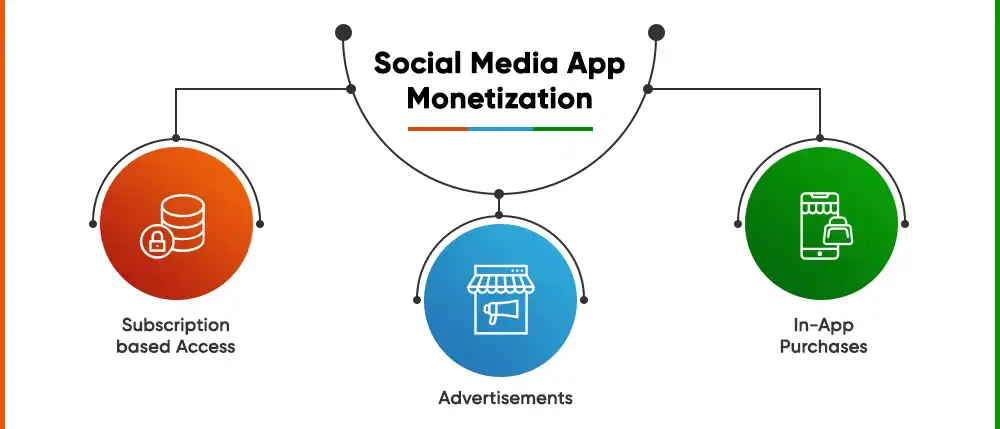 Social Media App
Monetization
Subscription
based Access
Advertisements
In-App
Purchases